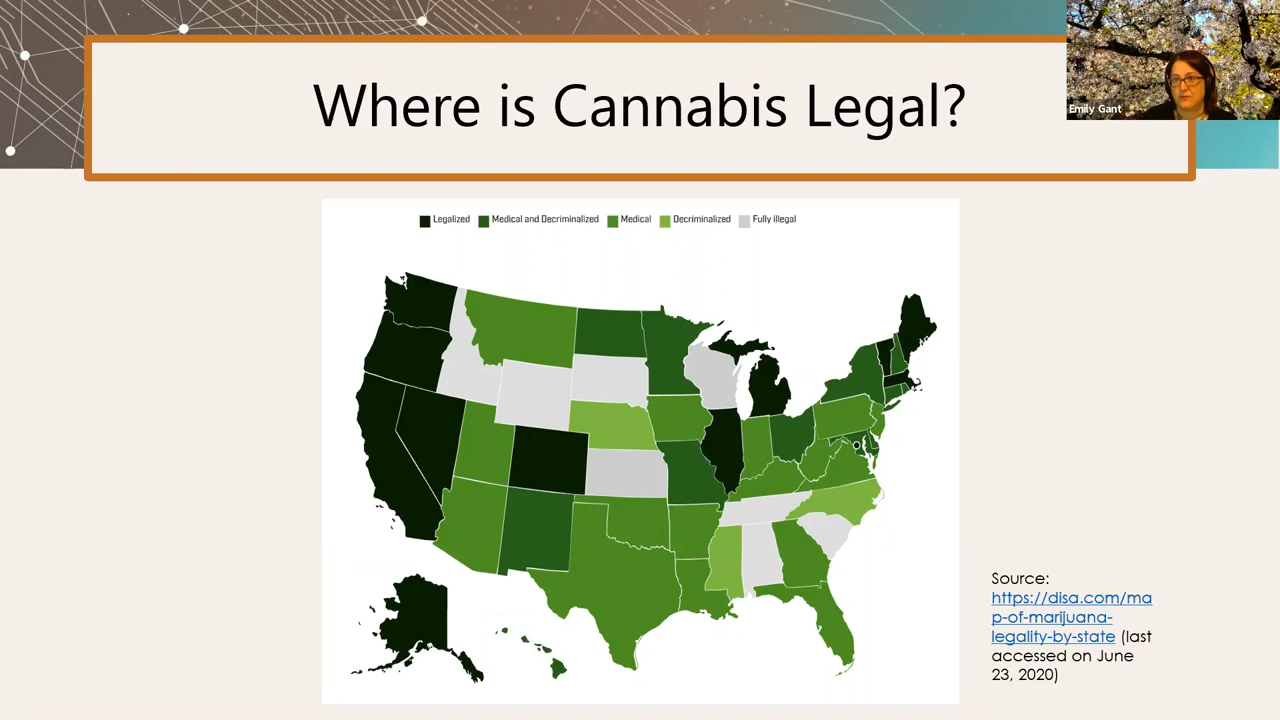 Where is Cannabis Legal?
Emily Gant
Legalized Medical and Decriminalized Medical Decriminalized Fully illegal
Source:
https://disa.com/ma
p-of-marijuana-
legality-by-state (last
accessed on June
23, 2020)